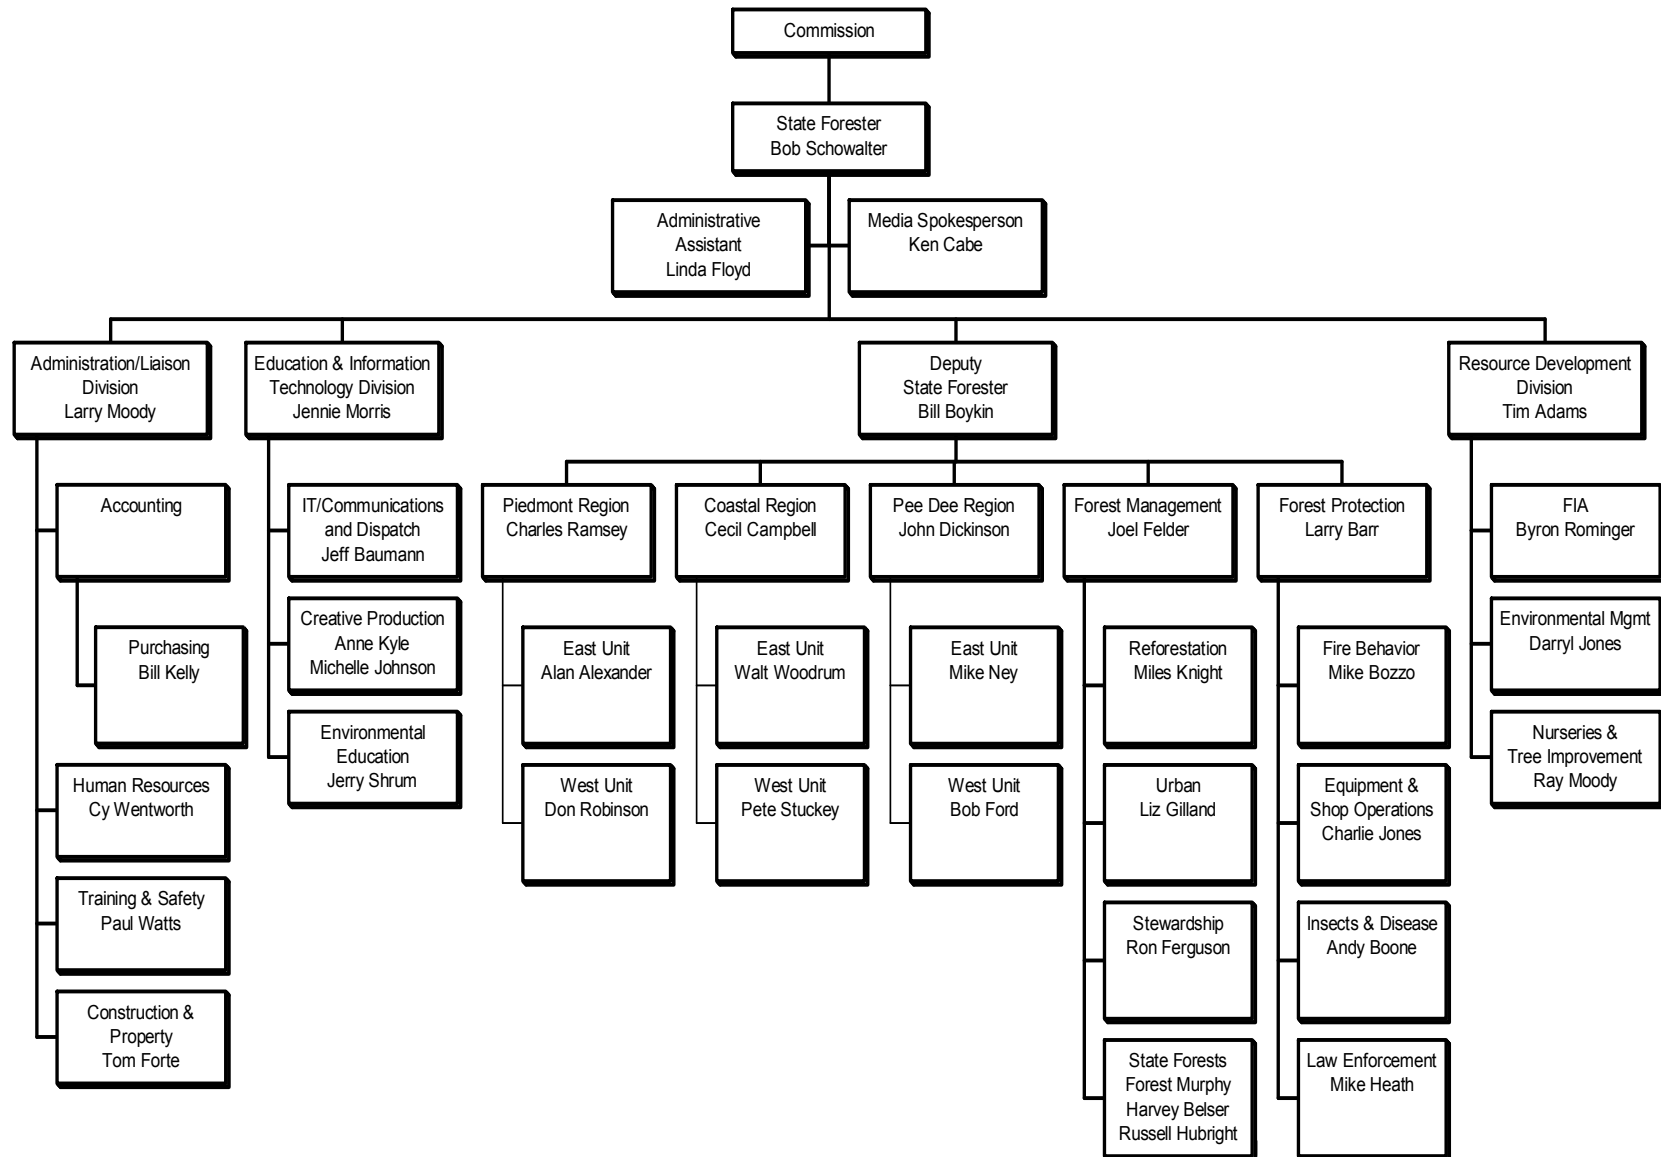 Commission
State Forester
Bob Schowalter
Administrative
Assistant
Linda Floyd
Media Spokesperson
Ken Cabe
Administration/Liaison
Division
Larry Moody
Education & Information
Technology Division
Jennie Morris
Deputy
State Forester
Bill Boykin
Resource Development
Division
Tim Adams
Accounting
Purchasing
Bill Kelly
Human Resources
Cy Wentworth
Training & Safety
Paul Watts
Construction &
Property
Tom Forte
IT/Communications
and Dispatch
Jeff Baumann
Creative Production
Anne Kyle
Michelle Johnson
Environmental
Education
Jerry Shrum
Piedmont Region
Charles Ramsey
East Unit
Alan Alexander
West Unit
Don Robinson
Coastal Region
Cecil Campbell
East Unit
Walt Woodrum
West Unit
Pete Stuckey
Pee Dee Region
John Dickinson
East Unit
Mike Ney
West Unit
Bob Ford
Forest Management
Joel Felder
Reforestation
Miles Knight
Urban
Liz Gilland
Stewardship
Ron Ferguson
State Forests
Forest Murphy
Harvey Belser
Russell Hubright
Forest Protection
Larry Barr
Fire Behavior
Mike Bozzo
Equipment &
Shop Operations
Charlie Jones
Insects & Disease
Andy Boone
Law Enforcement
Mike Heath
FIA
Byron Rominger
Environmental Mgmt
Darryl Jones
Nurseries &
Tree Improvement
Ray Moody